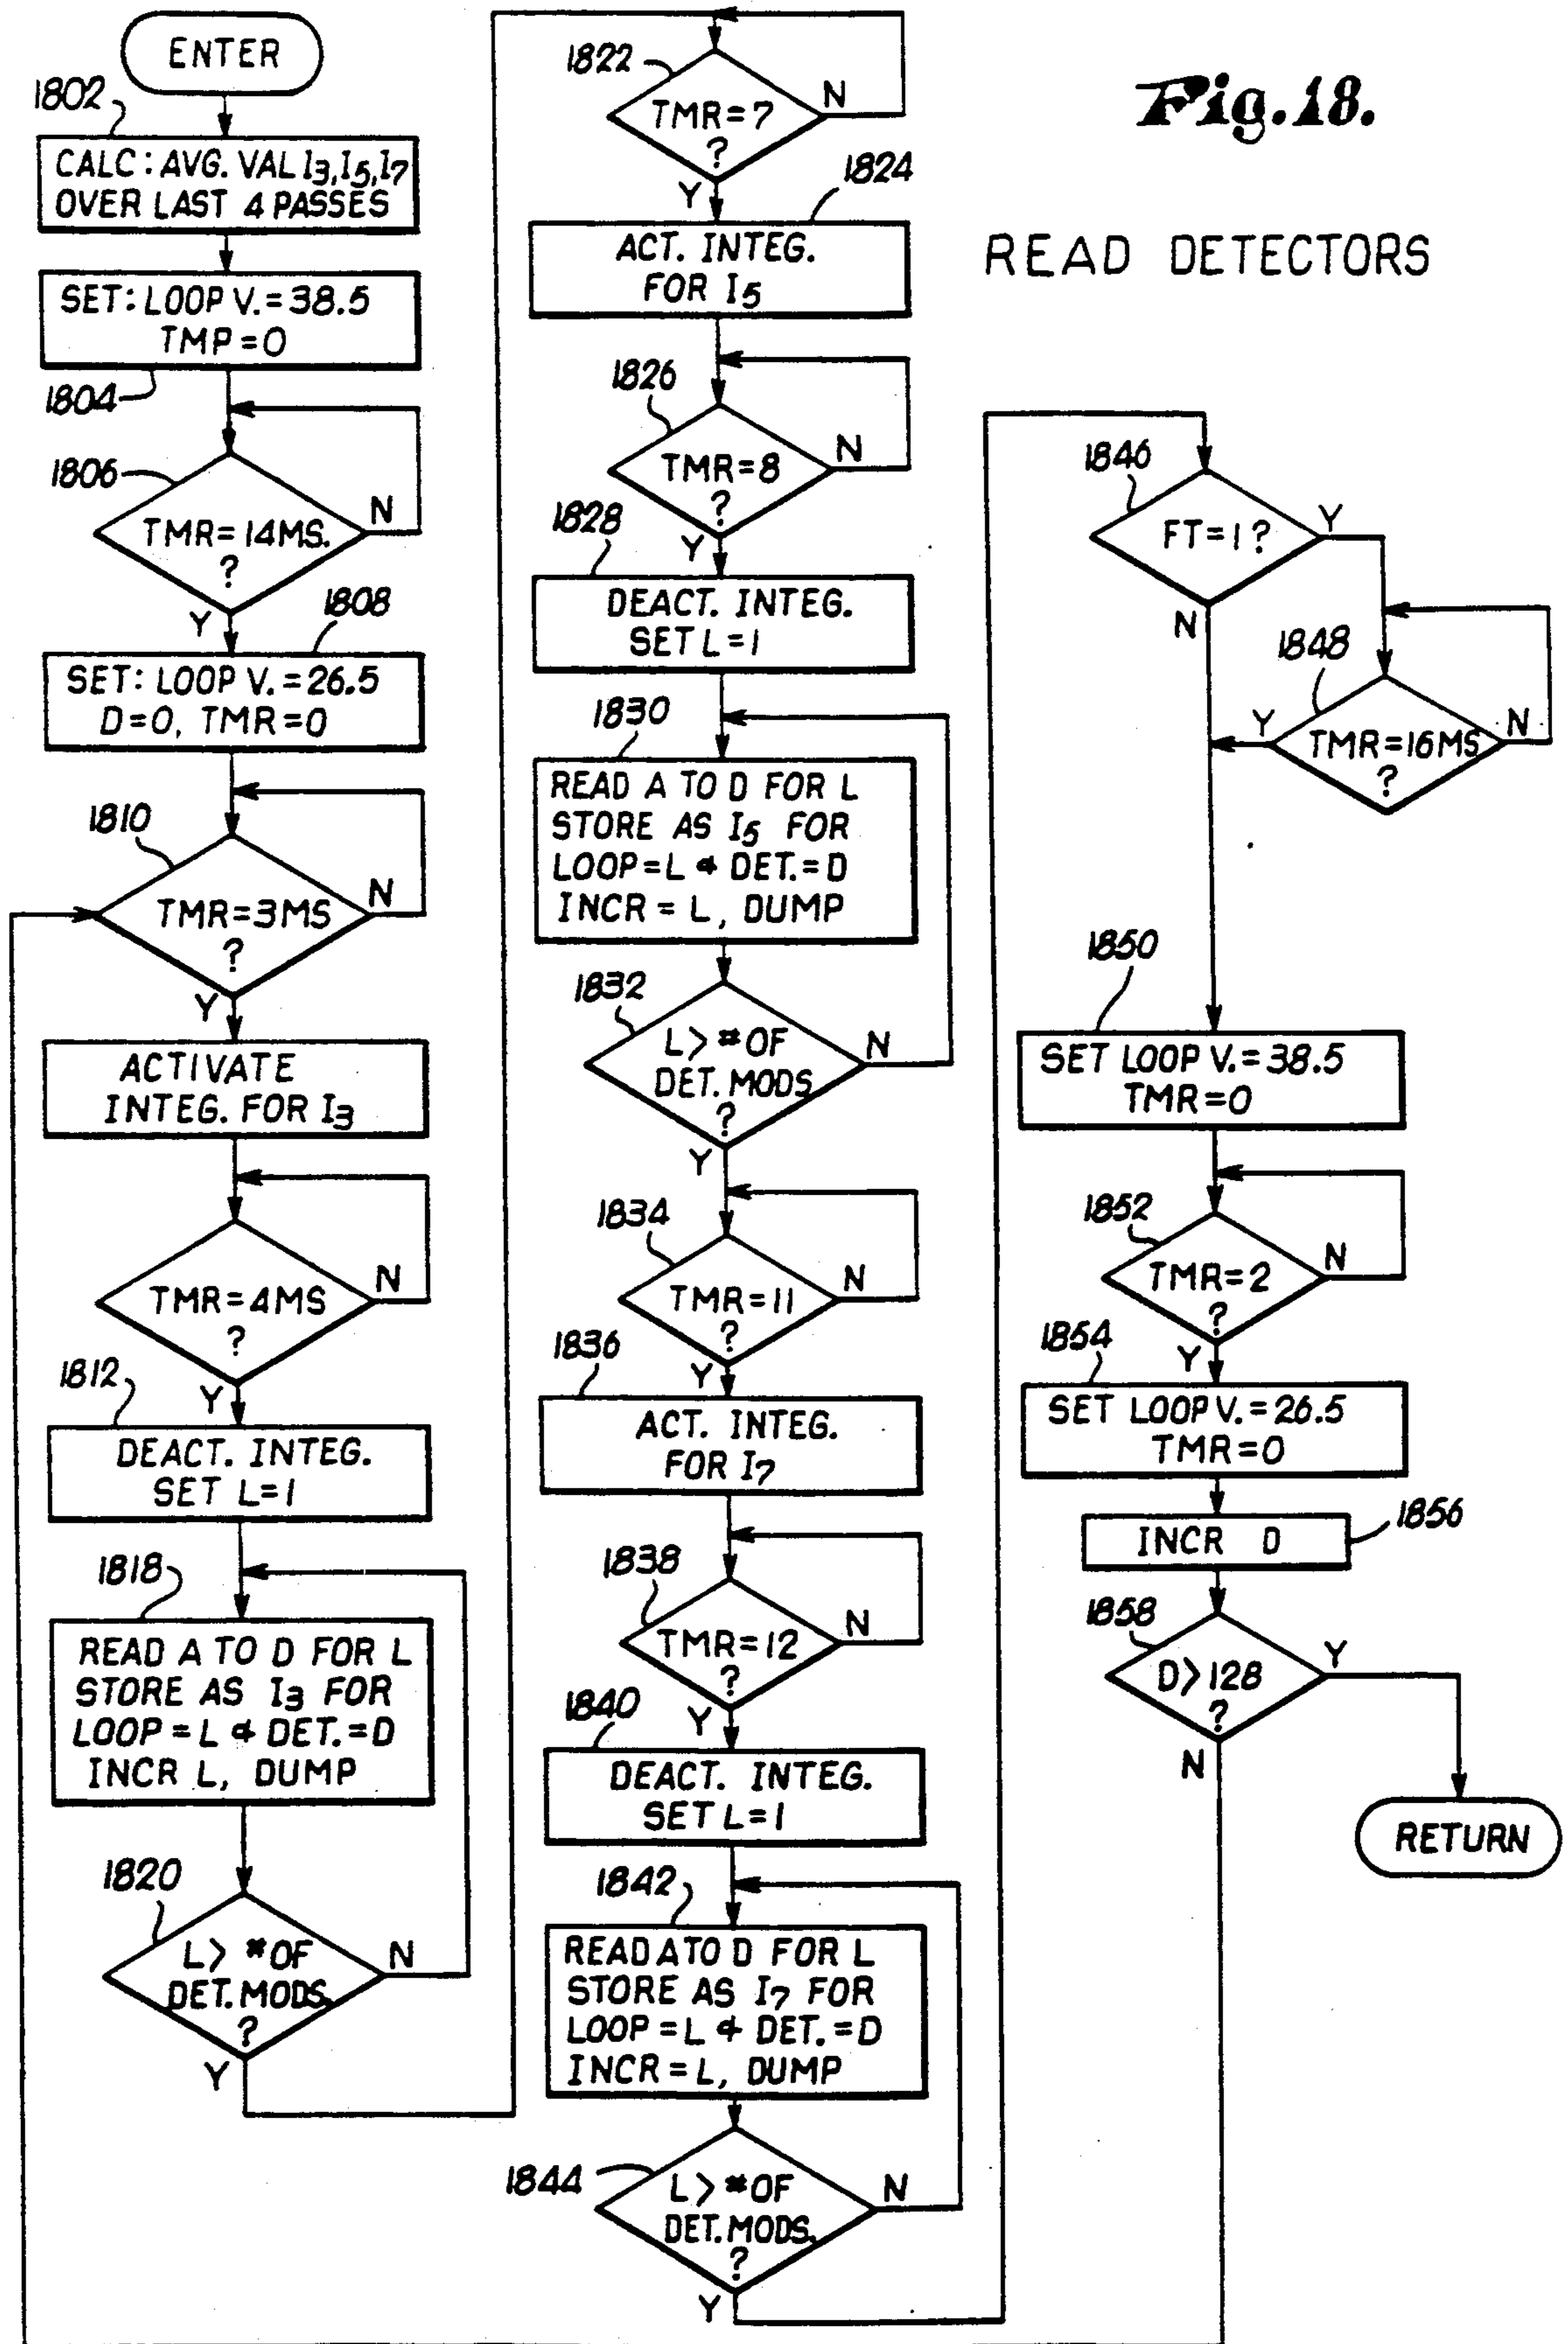 Fig.18.
READ DETECTORS
ENTER
1802
CALC: AVG. VAL I3,I5,I7
OVER LAST 4 PASSES
SET: LOOP V.=38.5
TMP=0
1804
1806
TMR=14MS.
?
N
Y
1808
SET: LOOP V.=26.5
D=0, TMR=0
1810
TMR=3MS
?
N
Y
ACTIVATE
INTEG. FOR I3
TMR=4MS
?
N
Y
1812
DEACT. INTEG.
SET L=1
1818
READ A TO D FOR L
STORE AS I3 FOR
LOOP=L & DET.=D
INCR L, DUMP
1820
L> #OF
DET. MODS.
?
N
Y
1822
TMR=7
?
N
Y
1824
ACT. INTEG.
FOR I5
1826
TMR=8
?
N
Y
1828
DEACT. INTEG.
SET L=1
1830
READ A TO D FOR L
STORE AS I5 FOR
LOOP=L & DET.=D
INCR=L, DUMP
1832
L> #OF
DET. MODS
?
N
Y
1834
TMR=11
?
N
Y
1836
ACT. INTEG.
FOR I7
1838
TMR=12
?
N
Y
1840
DEACT. INTEG.
SET L=1
1842
READ A TO D FOR L
STORE AS I7 FOR
LOOP=L & DET.=D
INCR=L, DUMP
1844
L> #OF
DET. MODS.
?
N
Y
1846
FT=1?
Y
N
1848
TMR=16MS
?
Y
N
1850
SET LOOP V.=38.5
TMR=0
1852
TMR=2
?
N
Y
1854
SET LOOP V.=26.5
TMR=0
INCR D
1856
1858
D>128
?
Y
N
RETURN